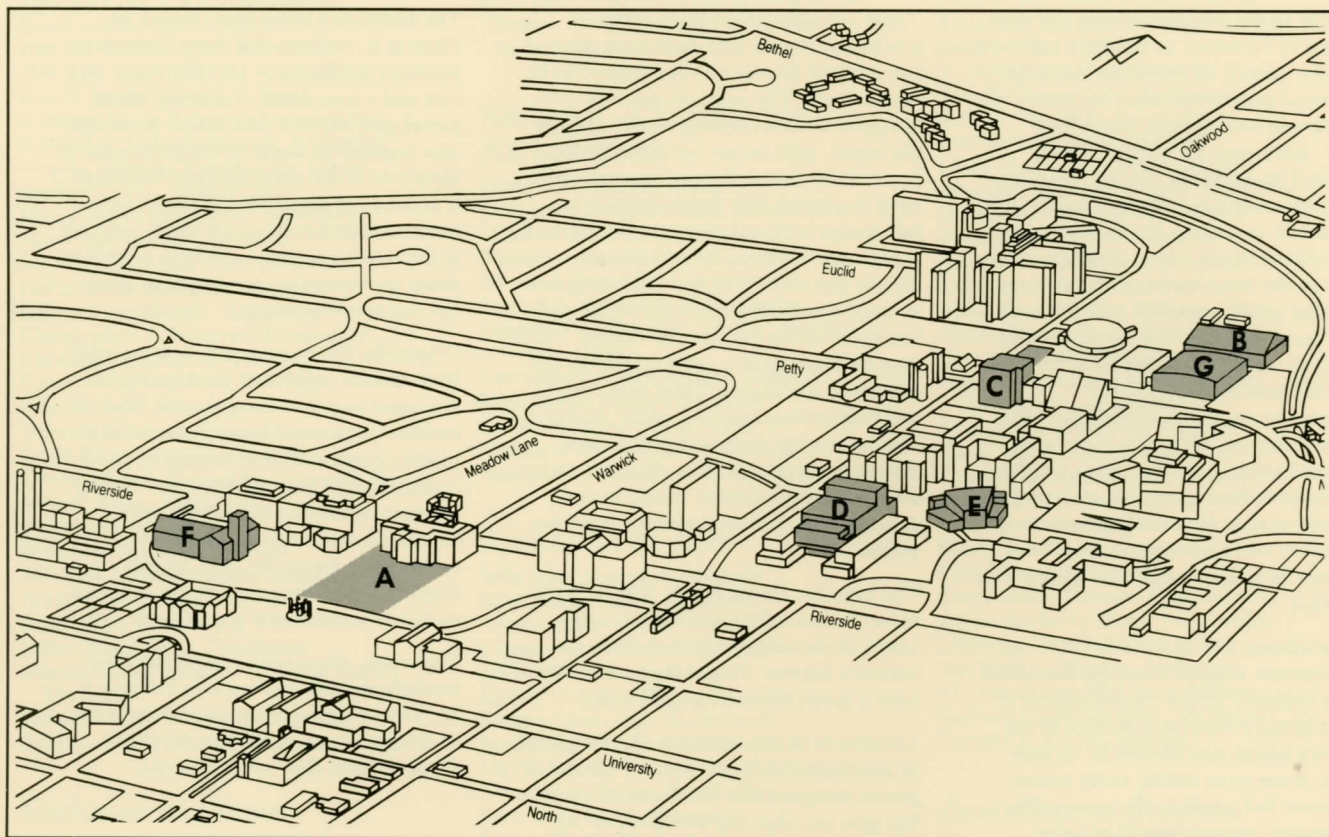 Bethel
Oakwood
Euclid
B
G
Petty
C
Meadow Lane
Warwick
Riverside
D
E
F
A
Riverside
University
North